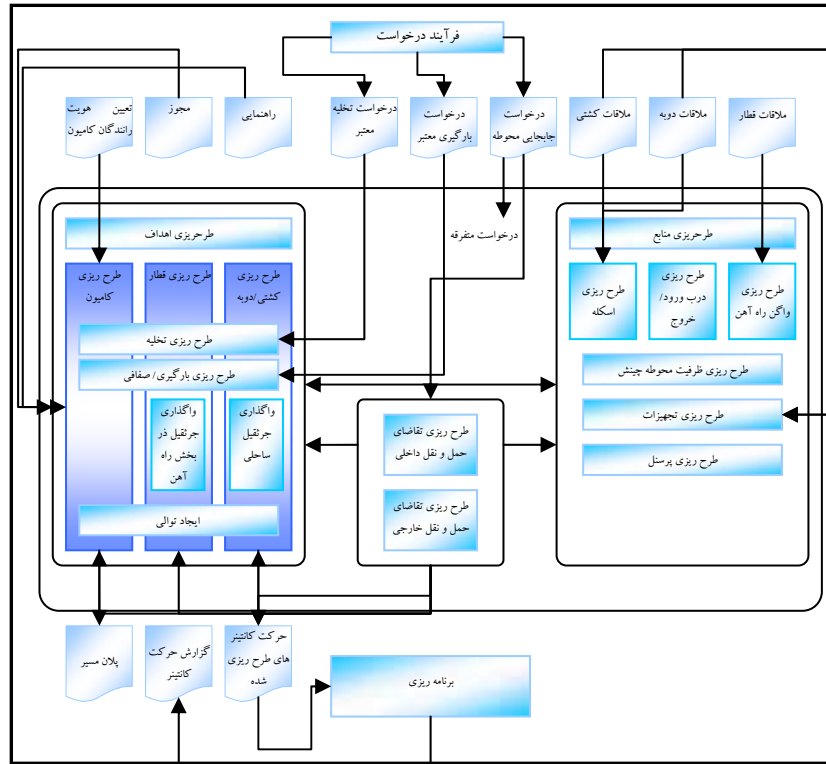 فرآیند درخواست
ملاقات قطار
ملاقات دوبه
ملاقات کشتی
درخواست
جابجایی محوطه
درخواست
بارگیری معتبر
درخواست تخلیه
معتبر
راهنمایی
مجوز
تعیین هویت
رانندگان کامیون
درخواست متفرقه
طرحریزی منابع
طرح ریزی
واگن راه آهن
طرح ریزی
درب ورود/
خروج
طرح ریزی
اسکله
طرح ریزی ظرفیت محوطه چینش
طرح ریزی تجهیزات
طرح ریزی پرسنل
طرح ریزی تقاضای
حمل و نقل داخلی
طرح ریزی تقاضای
حمل و نقل خارجی
طرحریزی اهداف
طرح ریزی
کشتی/دوبه
طرح ریزی قطار
طرح ریزی
کامیون
طرح ریزی تخلیه
طرح ریزی بارگیری/ صفافی
واگذاری
جرثقیل
ساحلی
واگذاری
جرثقیل ذر
بخش راه
آهن
ایجاد توالی
برنامه ریزی
حرکت کانتینر
های طرح ریزی
شده
گزارش حرکت
کانتینر
پلان مسیر